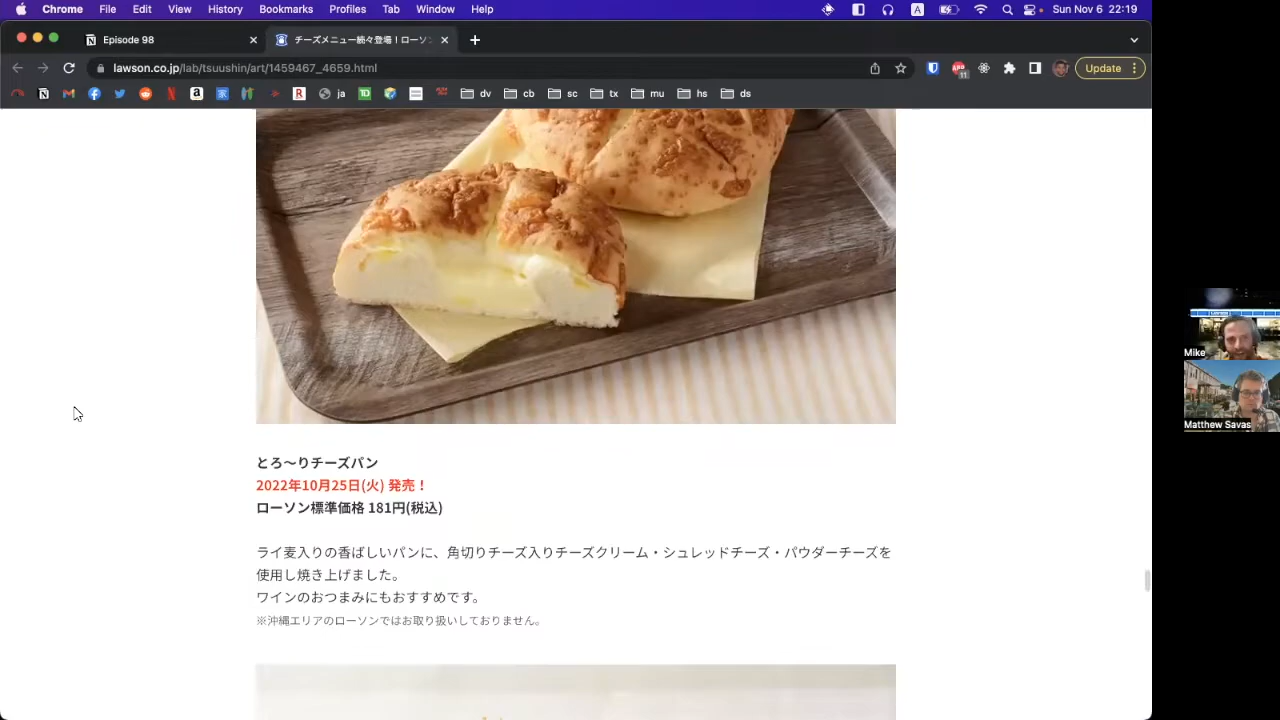 Chrome File Edit View History Bookmarks Profiles Tab Window Help A Sun Nov 6 22:19
Episode 98 チーズメニュー続々登場！ローソン
lawson.co.jp/lab/tsuushin/art/1459467_4659.html ABP 11 Update
ja dv cb sc tx mu hs ds
Mike
Matthew Savas
とろ〜りチーズパン
2022年10月25日(火) 発売！
ローソン標準価格 181円(税込)
ライ麦入りの香ばしいパンに、角切りチーズ入りチーズクリーム・シュレッドチーズ・パウダーチーズを
使用し焼き上げました。
ワインのおつまみにもおすすめです。
※沖縄エリアのローソンではお取り扱いしておりません。